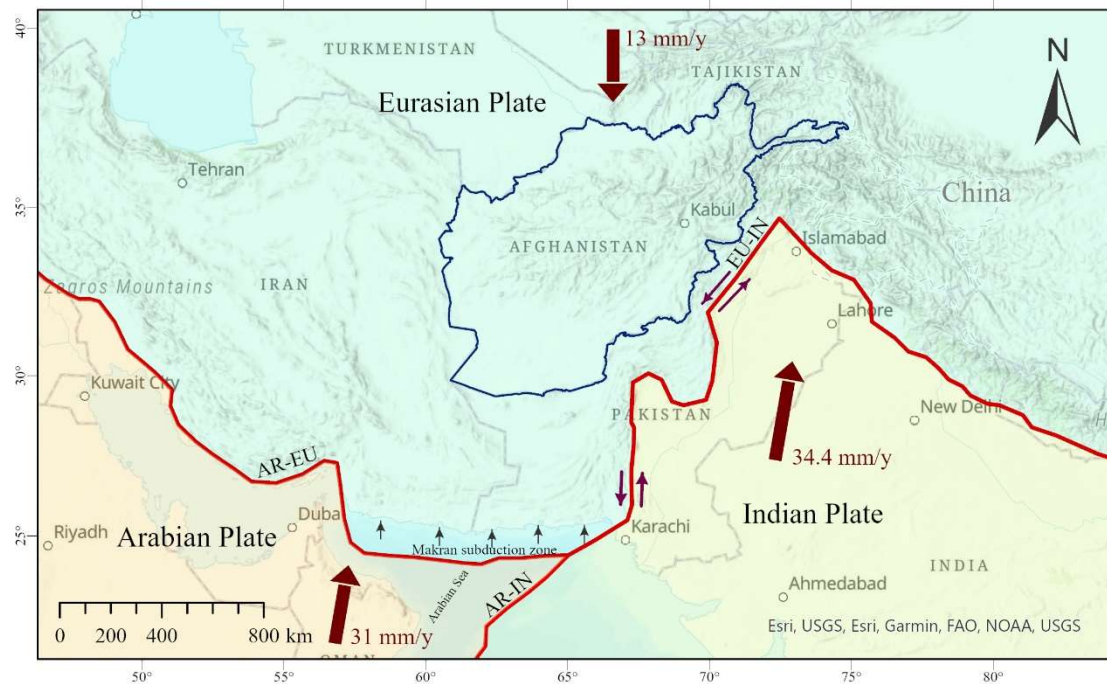 40°
35°
30°
25°
TURKMENISTAN
13 mm/y
TAJIKISTAN
N
Eurasian Plate
Tehran
China
Kabul
AFGHANISTAN
EU-IN
Islamabad
Zagros Mountains
IRAN
Lahore
Kuwait City
PAKISTAN
New Delhi
AR-EU
34.4 mm/y
Riyadh
Arabian Plate
Duba
Makran subduction zone
Karachi
Indian Plate
INDIA
Arabian Sea
AR-IN
Ahmedabad
0 200 400 800 km
31 mm/y
OMAN
Esri, USGS, Esri, Garmin, FAO, NOAA, USGS
50° 55° 60° 65° 70° 75° 80°